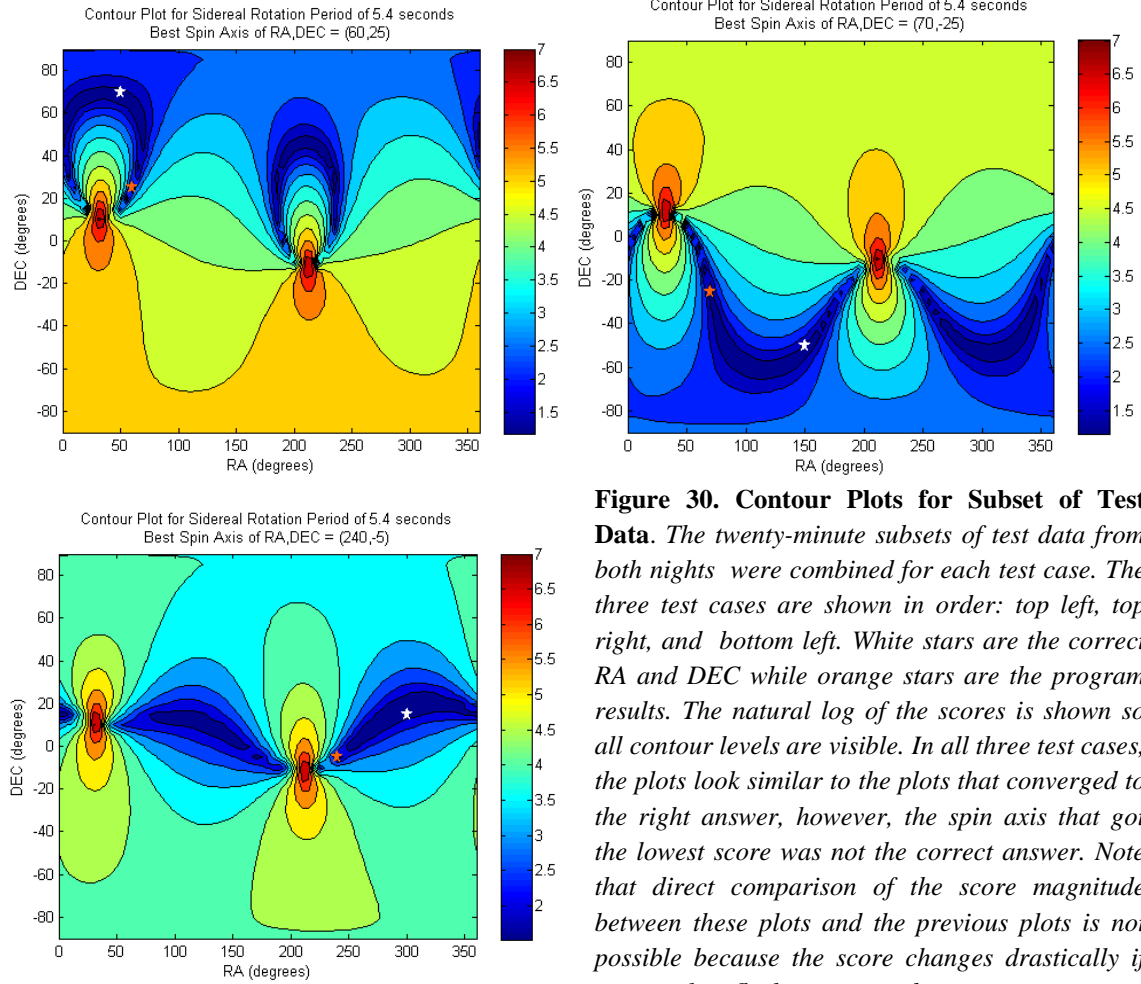 Contour Plot for Sidereal Rotation Period of 5.4 seconds
Best Spin Axis of RA,DEC = (60,25)
80
60
40
20
0
-20
-40
-60
-80
DEC (degrees)
0 50 100 150 200 250 300 350
RA (degrees)
7
6.5
6
5.5
5
4.5
4
3.5
3
2.5
2
1.5
Contour Plot for Sidereal Rotation Period of 5.4 seconds
Best Spin Axis of RA,DEC = (70,-25)
80
60
40
20
0
-20
-40
-60
-80
DEC (degrees)
0 50 100 150 200 250 300 350
RA (degrees)
7
6.5
6
5.5
5
4.5
4
3.5
3
2.5
2
1.5
Contour Plot for Sidereal Rotation Period of 5.4 seconds
Best Spin Axis of RA,DEC = (240,-5)
80
60
40
20
0
-20
-40
-60
-80
DEC (degrees)
0 50 100 150 200 250 300 350
RA (degrees)
7
6.5
6
5.5
5
4.5
4
3.5
3
2.5
2
Figure 30. Contour Plots for Subset of Test
Data. The twenty-minute subsets of test data from
both nights were combined for each test case. The
three test cases are shown in order: top left, top
right, and bottom left. White stars are the correct
RA and DEC while orange stars are the program
results. The natural log of the scores is shown so
all contour levels are visible. In all three test cases,
the plots look similar to the plots that converged to
the right answer, however, the spin axis that got
the lowest score was not the correct answer. Note
that direct comparison of the score magnitude
between these plots and the previous plots is not
possible because the score changes drastically if